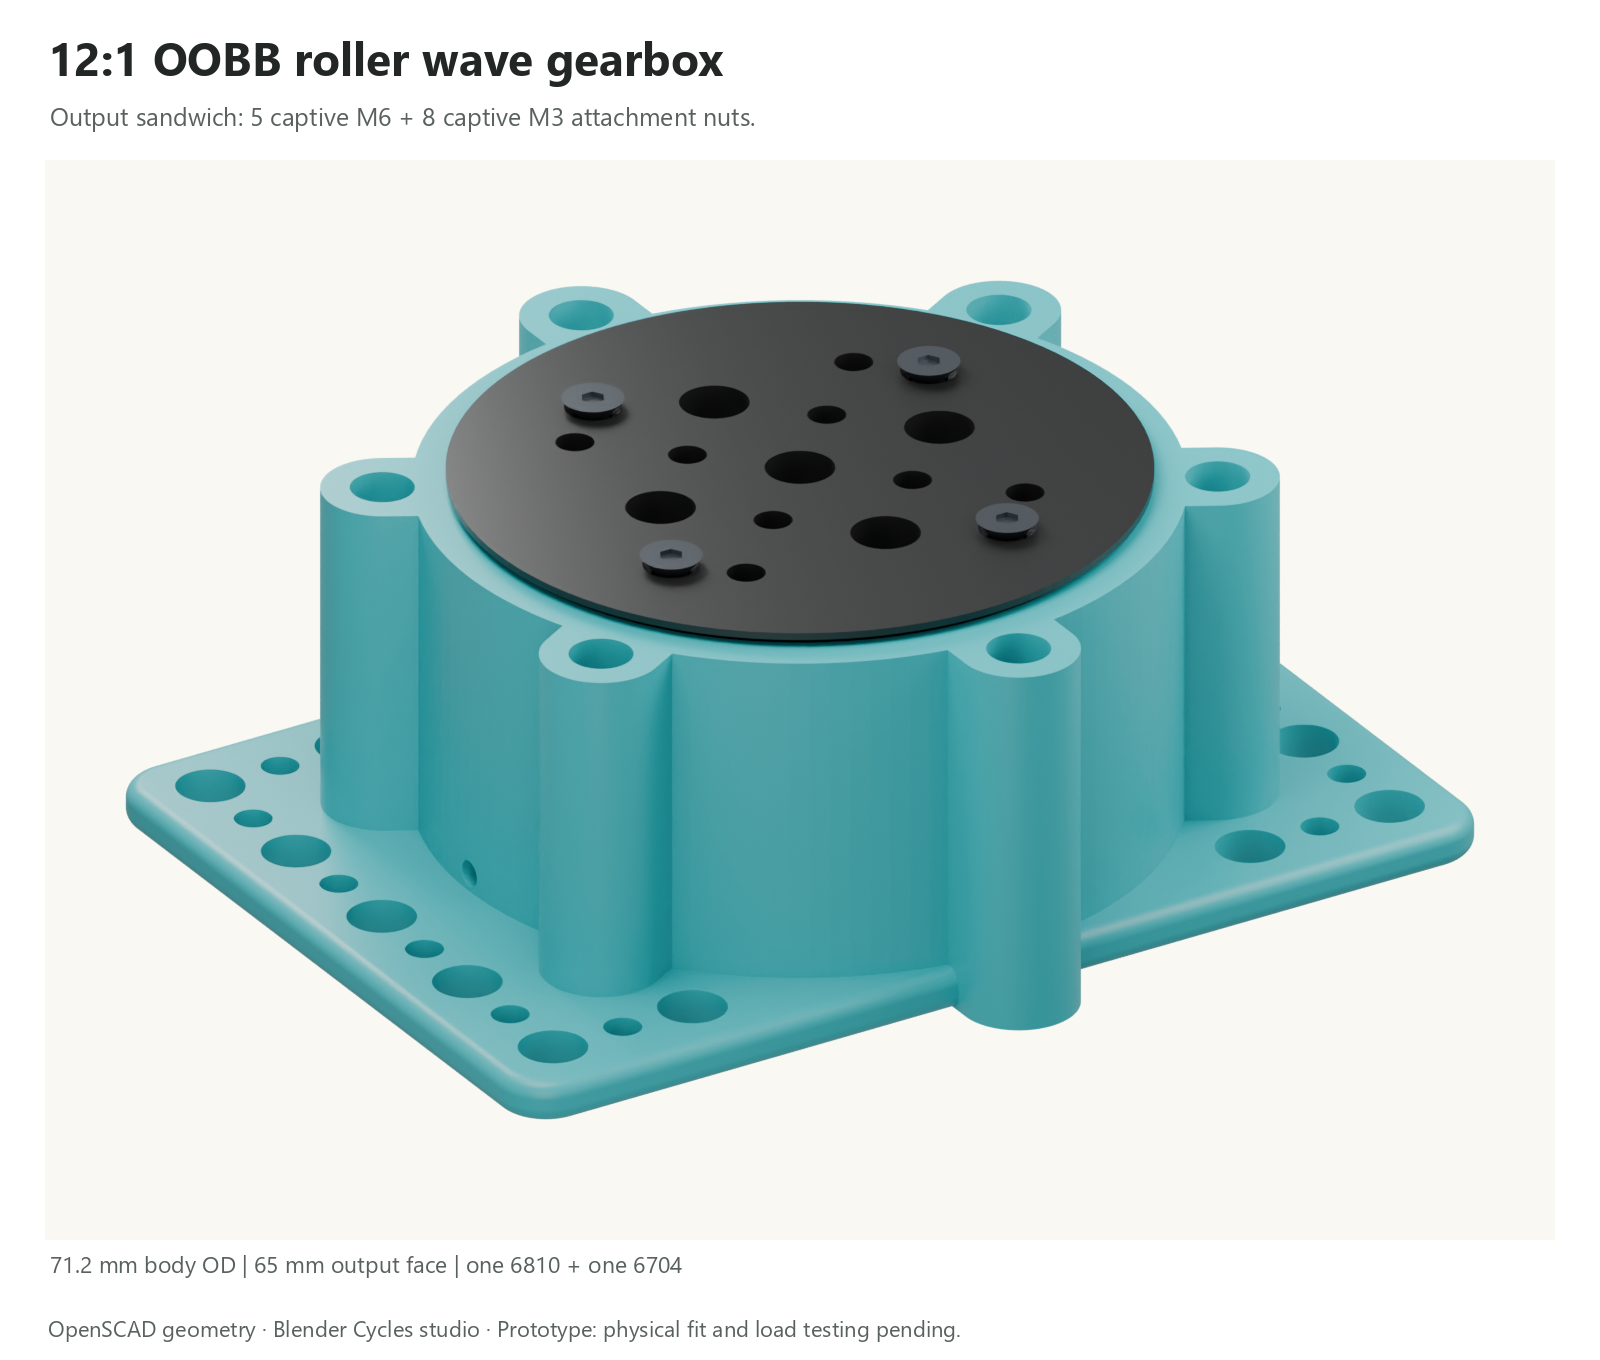 12:1 OOBB roller wave gearbox
Output sandwich: 5 captive M6 + 8 captive M3 attachment nuts.
71.2 mm body OD | 65 mm output face | one 6810 + one 6704
OpenSCAD geometry · Blender Cycles studio · Prototype: physical fit and load testing pending.